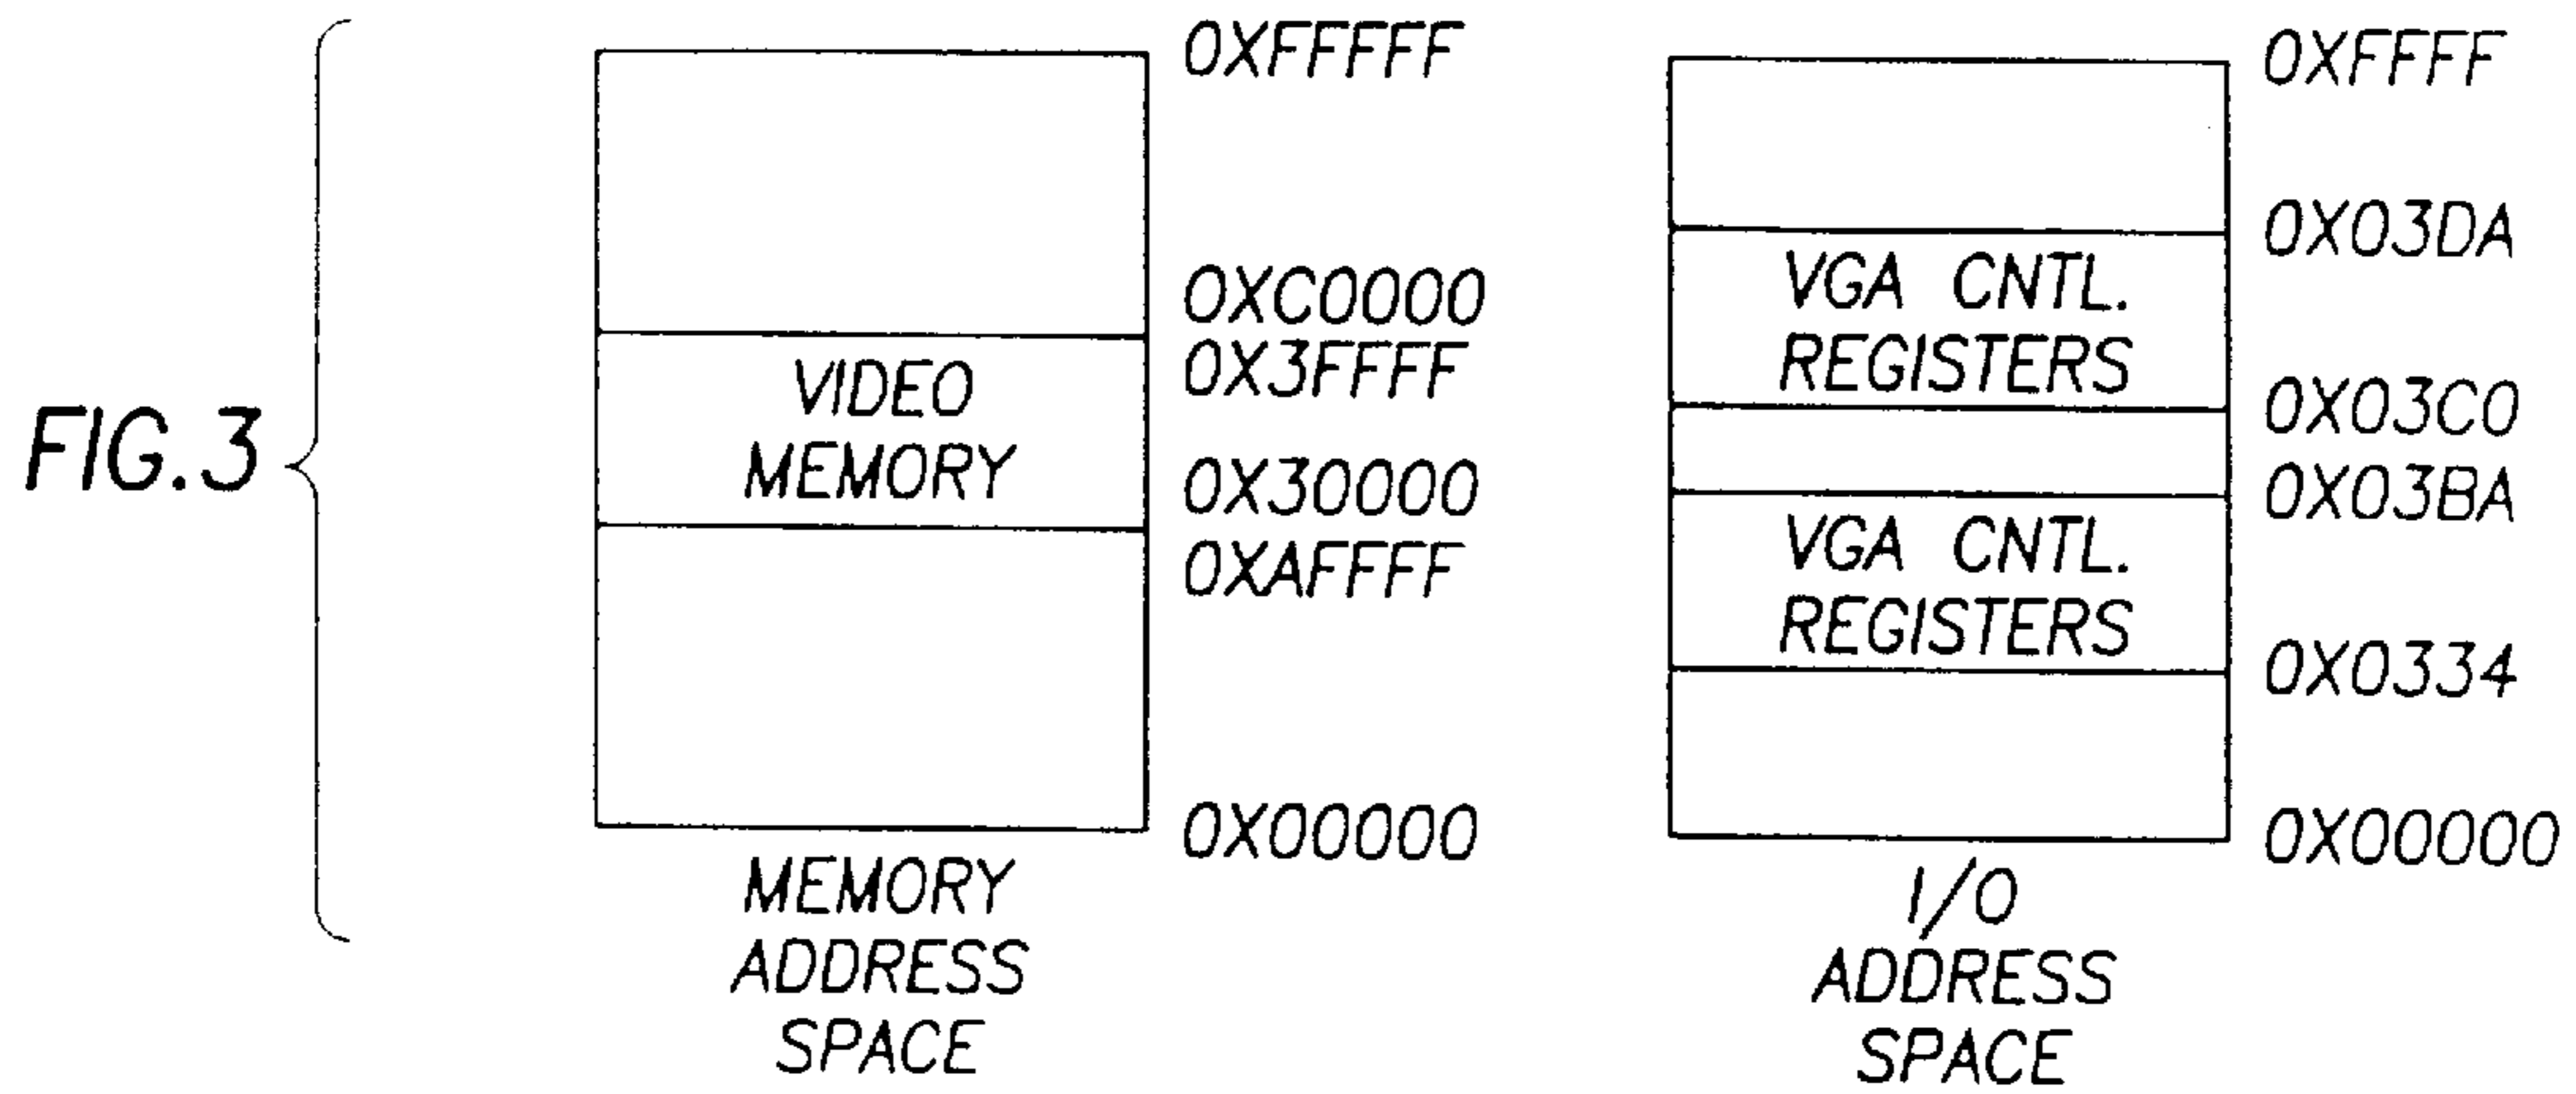 FIG.3
0XFFFFF
0XC0000
0X3FFFF
VIDEO
MEMORY
0X30000
0XAFFFF
0X00000
MEMORY
ADDRESS
SPACE
0XFFFF
0X03DA
VGA CNTL.
REGISTERS
0X03C0
0X03BA
VGA CNTL.
REGISTERS
0X0334
0X00000
I/O
ADDRESS
SPACE